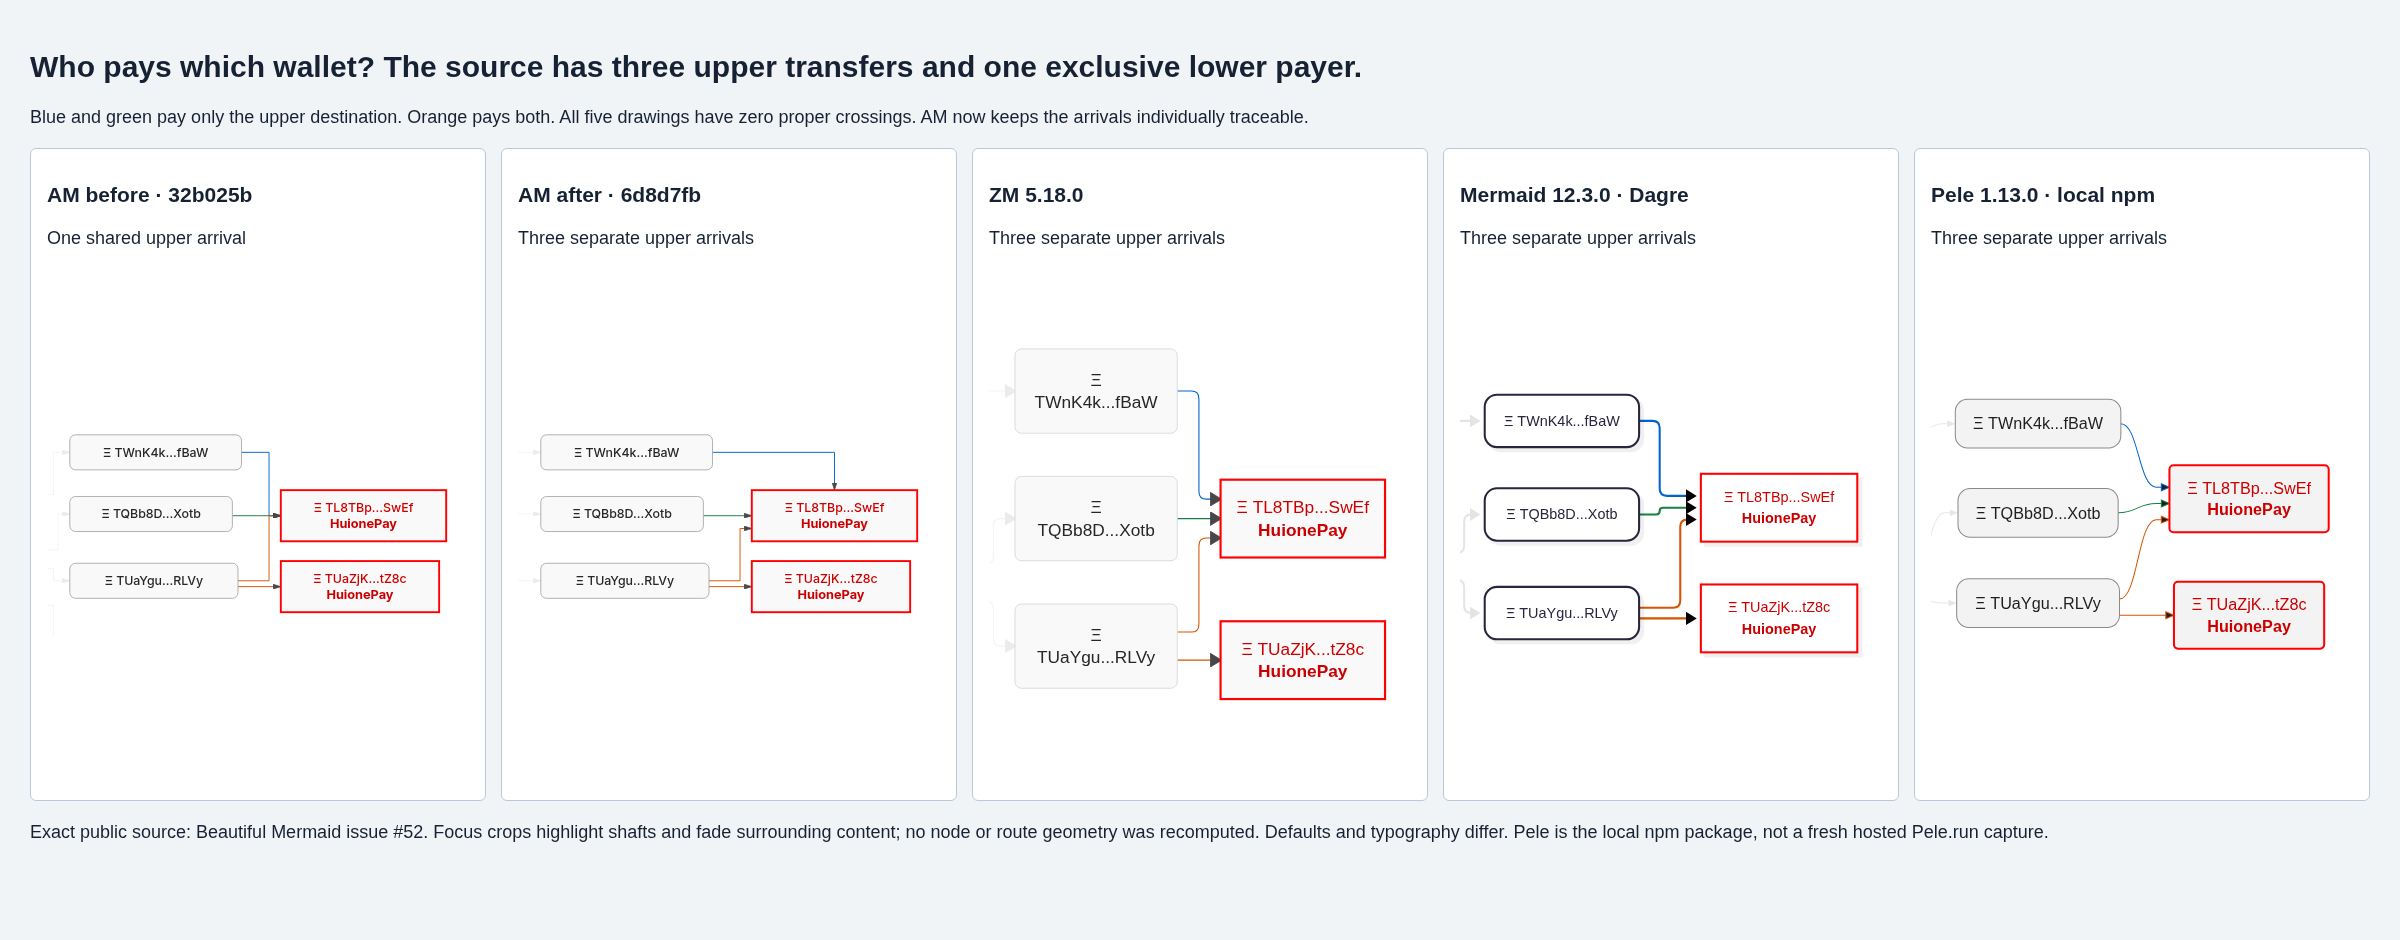 Who pays which wallet? The source has three upper transfers and one exclusive lower payer.
Blue and green pay only the upper destination. Orange pays both. All five drawings have zero proper crossings. AM now keeps the arrivals individually traceable.
AM before · 32b025b
One shared upper arrival
Ξ TWnK4k...fBaW
Ξ TQBb8D...Xotb
Ξ TUaYgu...RLVy
Ξ TL8TBp...SwEf
HuionePay
Ξ TUaZjK...tZ8c
HuionePay
AM after · 6d8d7fb
Three separate upper arrivals
Ξ TWnK4k...fBaW
Ξ TQBb8D...Xotb
Ξ TUaYgu...RLVy
Ξ TL8TBp...SwEf
HuionePay
Ξ TUaZjK...tZ8c
HuionePay
ZM 5.18.0
Three separate upper arrivals
Ξ
TWnK4k...fBaW
Ξ
TQBb8D...Xotb
Ξ
TUaYgu...RLVy
Ξ TL8TBp...SwEf
HuionePay
Ξ TUaZjK...tZ8c
HuionePay
Mermaid 12.3.0 · Dagre
Three separate upper arrivals
Ξ TWnK4k...fBaW
Ξ TQBb8D...Xotb
Ξ TUaYgu...RLVy
Ξ TL8TBp...SwEf
HuionePay
Ξ TUaZjK...tZ8c
HuionePay
Pele 1.13.0 · local npm
Three separate upper arrivals
Ξ TWnK4k...fBaW
Ξ TQBb8D...Xotb
Ξ TUaYgu...RLVy
Ξ TL8TBp...SwEf
HuionePay
Ξ TUaZjK...tZ8c
HuionePay
Exact public source: Beautiful Mermaid issue #52. Focus crops highlight shafts and fade surrounding content; no node or route geometry was recomputed. Defaults and typography differ. Pele is the local npm package, not a fresh hosted Pele.run capture.